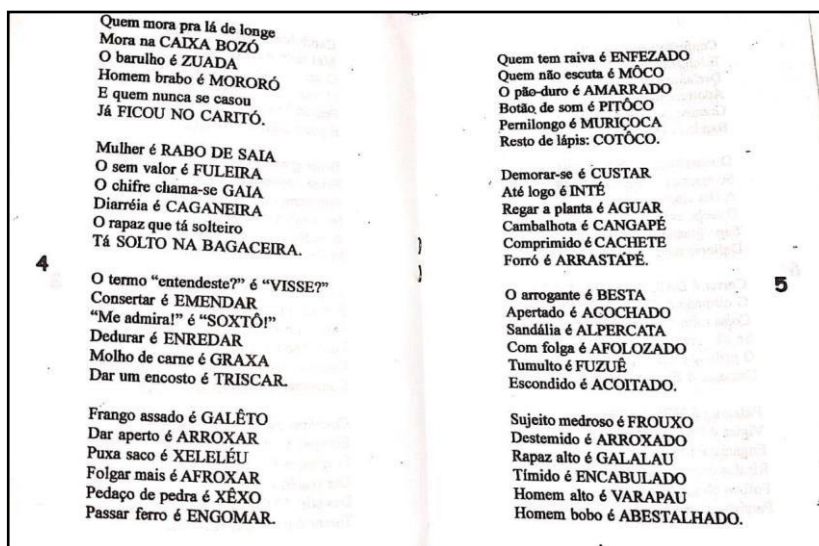 Quem mora pra lá de longe
Mora na CAIXA BOZÓ
O barulho é ZUADA
Homem brabo é MORORÓ
E quem nunca se casou
Já FICOU NO CARITÓ.
Mulher é RABO DE SAIA
O sem valor é FULEIRA
O chifre chama-se GAIA
Diarréia é CAGANEIRA
O rapaz que tá solteiro
Tá SOLTO NA BAGACEIRA.
4
O termo “entendeste?” é “VISSE?”
Consertar é EMENDAR
“Me admira!” é “SOXTÔ!”
Dedurar é ENREDAR
Molho de carne é GRAXA
Dar um encosto é TRISCAR.
Frango assado é GALÊTO
Dar aperto é ARROXAR
Puxa saco é XELELÉU
Folgar mais é AFROXAR
Pedaço de pedra é XÊXO
Passar ferro é ENGOMAR.
Quem tem raiva é ENFEZADO
Quem não escuta é MÔCO
O pão-duro é AMARRADO
Botão de som é PITÔCO
Pernilongo é MURIÇOCA
Resto de lápis: COTÔCO.
Demorar-se é CUSTAR
Até logo é INTÉ
Regar a planta é AGUAR
Cambalhota é CANGAPÉ
Comprimido é CACHETE
Forró é ARRASTAPÉ.
5
O arrogante é BESTA
Apertado é ACOCHADO
Sandália é ALPERCATA
Com folga é AFOLOZADO
Tumulto é FUZUÊ
Escondido é ACOITADO.
Sujeito medroso é FROUXO
Destemido é ARROXADO
Rapaz alto é GALALAU
Tímido é ENCABULADO
Homem alto é VARAPAU
Homem bobo é ABESTALHADO.